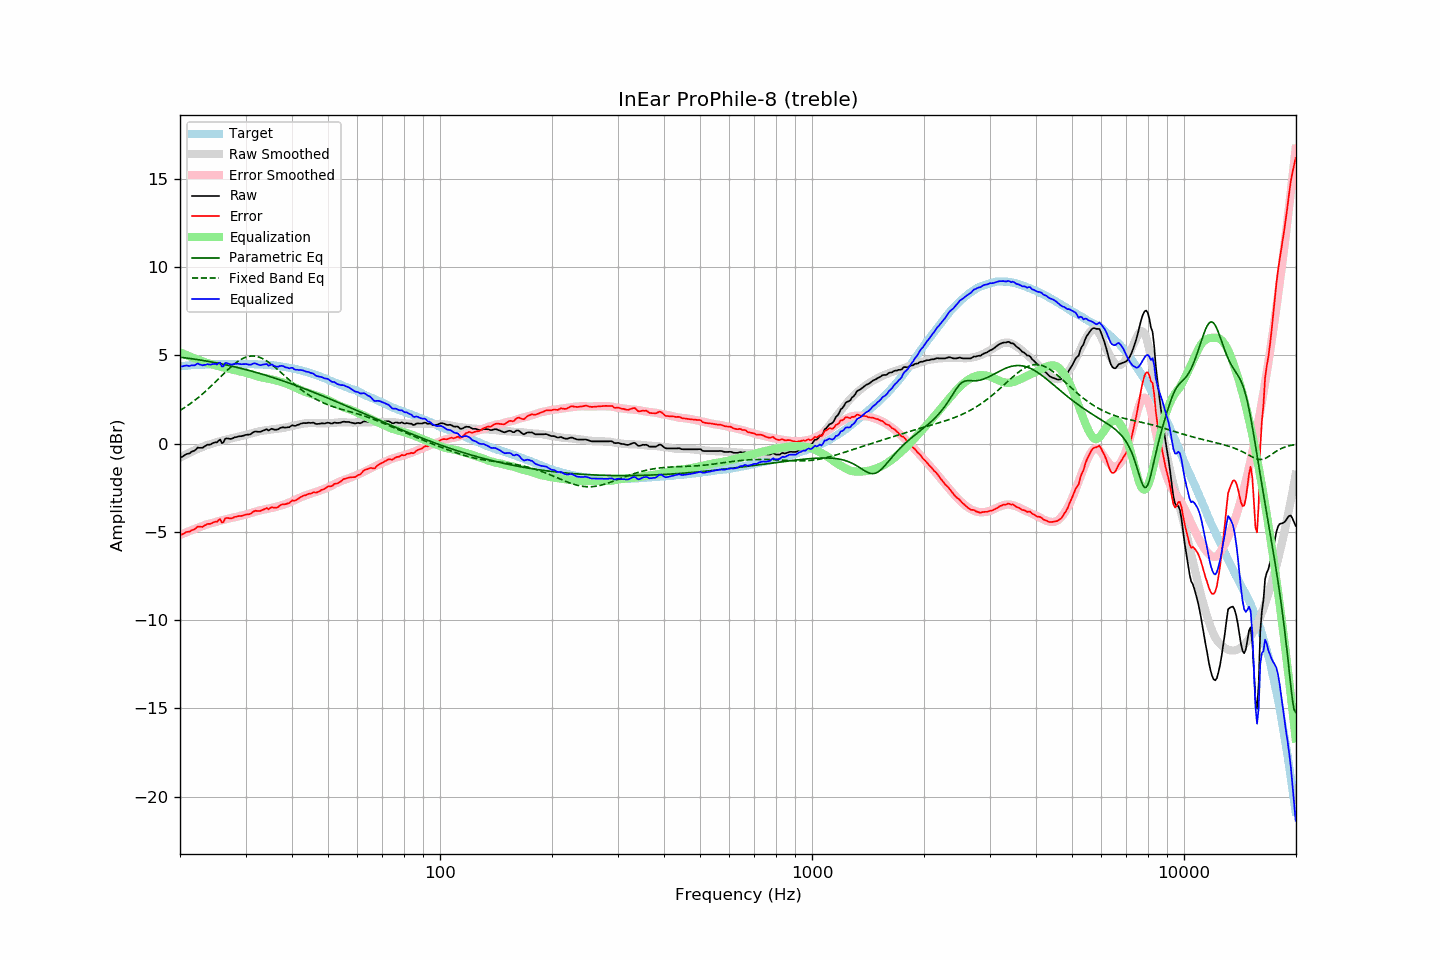 InEar ProPhile-8 (treble)
Target
Raw Smoothed
Error Smoothed
Raw
Error
Equalization
Parametric Eq
Fixed Band Eq
Equalized
15
10
5
0
−5
−10
−15
−20
Amplitude (dBr)
100
1000
10000
Frequency (Hz)